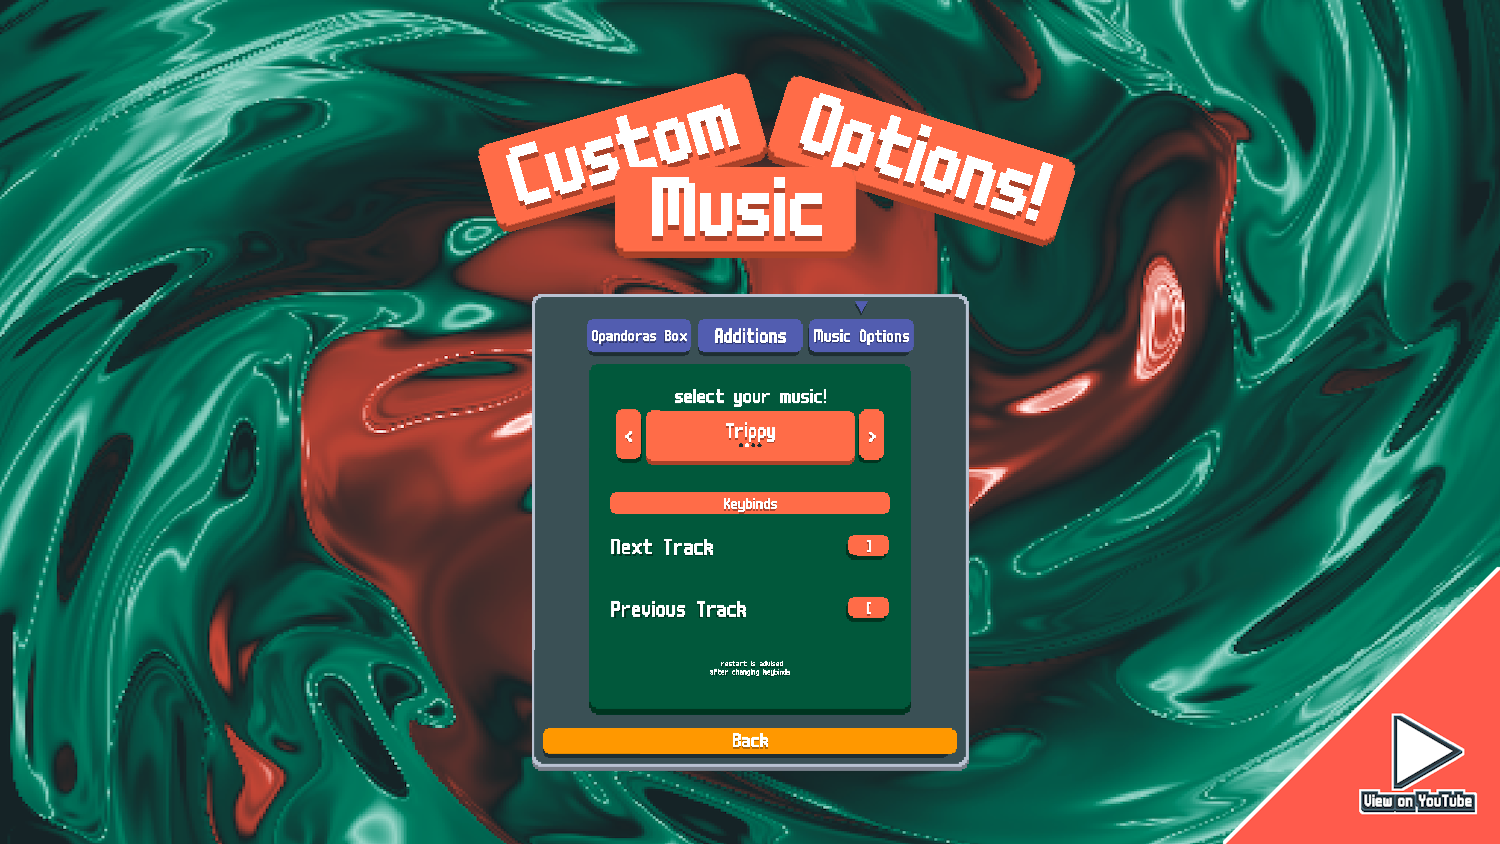 Custom
Options!
Music
Opandoras Box
Additions
Music Options
select your music!
<
Trippy
>
Keybinds
Next Track
]
Previous Track
[
restart is advised
after changing keybinds
Back
View on YouTube